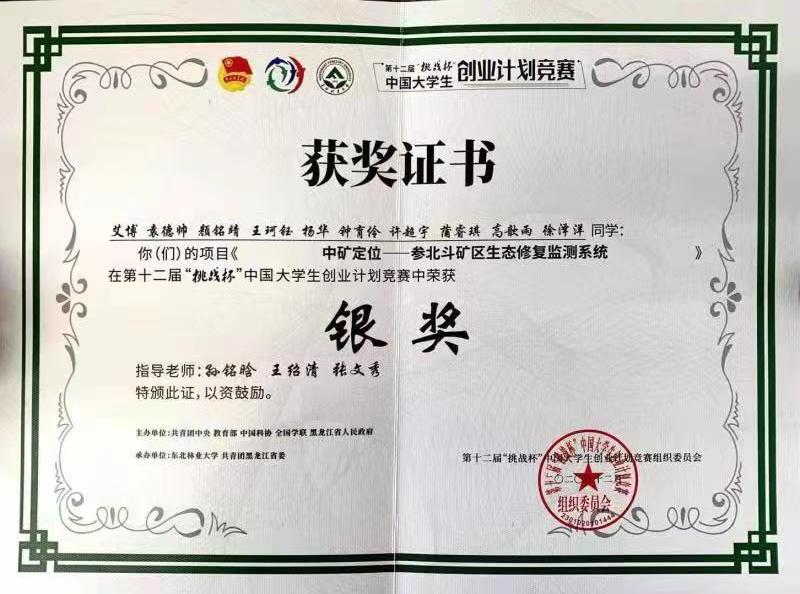 第十二届“挑战杯”
中国大学生 创业计划竞赛
获奖证书
艾博 袁德帅 颜铭靖 王珂钰 杨华 钟育伶 许超宇 蔺睿琪 高歌雨 徐泽洋 同学：
你（们）的项目《 中矿定位——参北斗矿区生态修复监测系统 》
在第十二届“挑战杯”中国大学生创业计划竞赛中荣获
银奖
指导老师：孙铭晗 王绍清 张文秀
特颁此证，以资鼓励。
主办单位：共青团中央 教育部 中国科协 全国学联 黑龙江省人民政府
承办单位：东北林业大学 共青团黑龙江省委
第十二届“挑战杯”中国大学生创业计划竞赛组织委员会
组织委员会